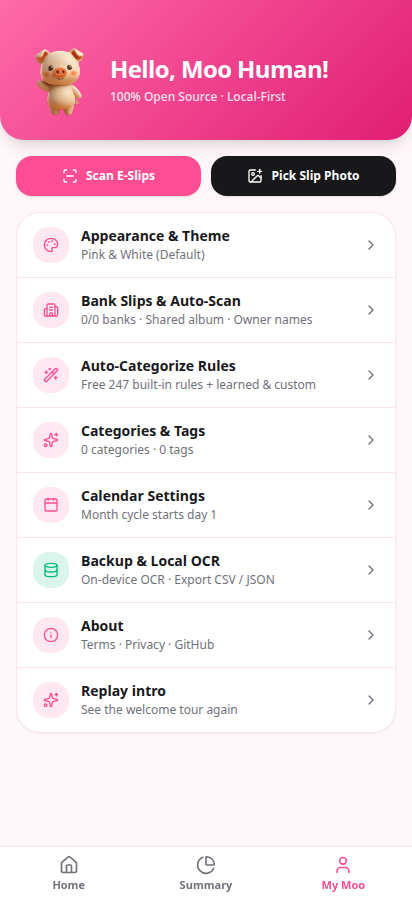 Hello, Moo Human!
100% Open Source · Local-First
Scan E-Slips
Pick Slip Photo
Appearance & Theme
Pink & White (Default)
Bank Slips & Auto-Scan
0/0 banks · Shared album · Owner names
Auto-Categorize Rules
Free 247 built-in rules + learned & custom
Categories & Tags
0 categories · 0 tags
Calendar Settings
Month cycle starts day 1
Backup & Local OCR
On-device OCR · Export CSV / JSON
About
Terms · Privacy · GitHub
Replay intro
See the welcome tour again
Home
Summary
My Moo